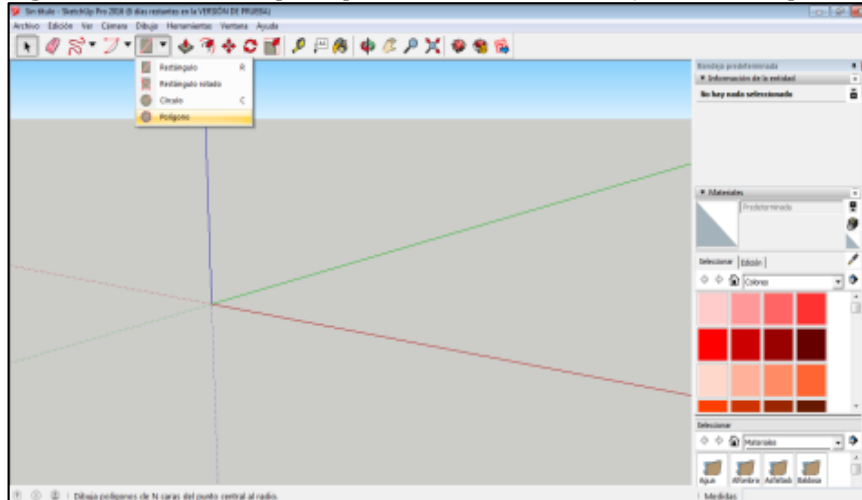 Sin título - SketchUp Pro 2016 (8 días restantes en la VERSIÓN DE PRUEBA)
Archivo Edición Ver Cámara Dibujo Herramientas Ventana Ayuda
Rectángulo R
Rectángulo rotado
Círculo C
Polígono
Bandeja predeterminada
Información de la entidad
No hay nada seleccionado
Materiales
Predeterminado
Seleccionar Edición
Colores
Seleccionar
Materiales
Agua Alfombra Asfaltado Baldosa
Dibuja polígonos de N caras del punto central al radio.
Medidas